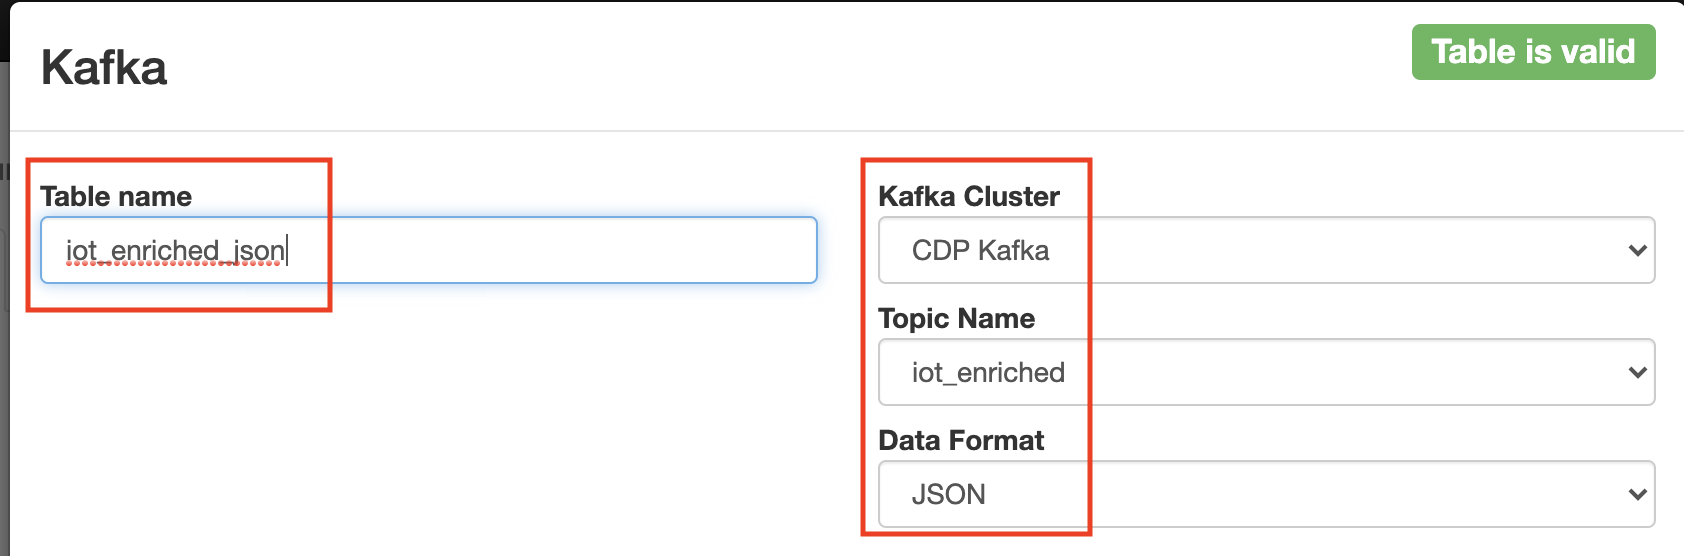 Kafka
Table is valid
Table name
iot_enriched_json
Kafka Cluster
CDP Kafka
Topic Name
iot_enriched
Data Format
JSON